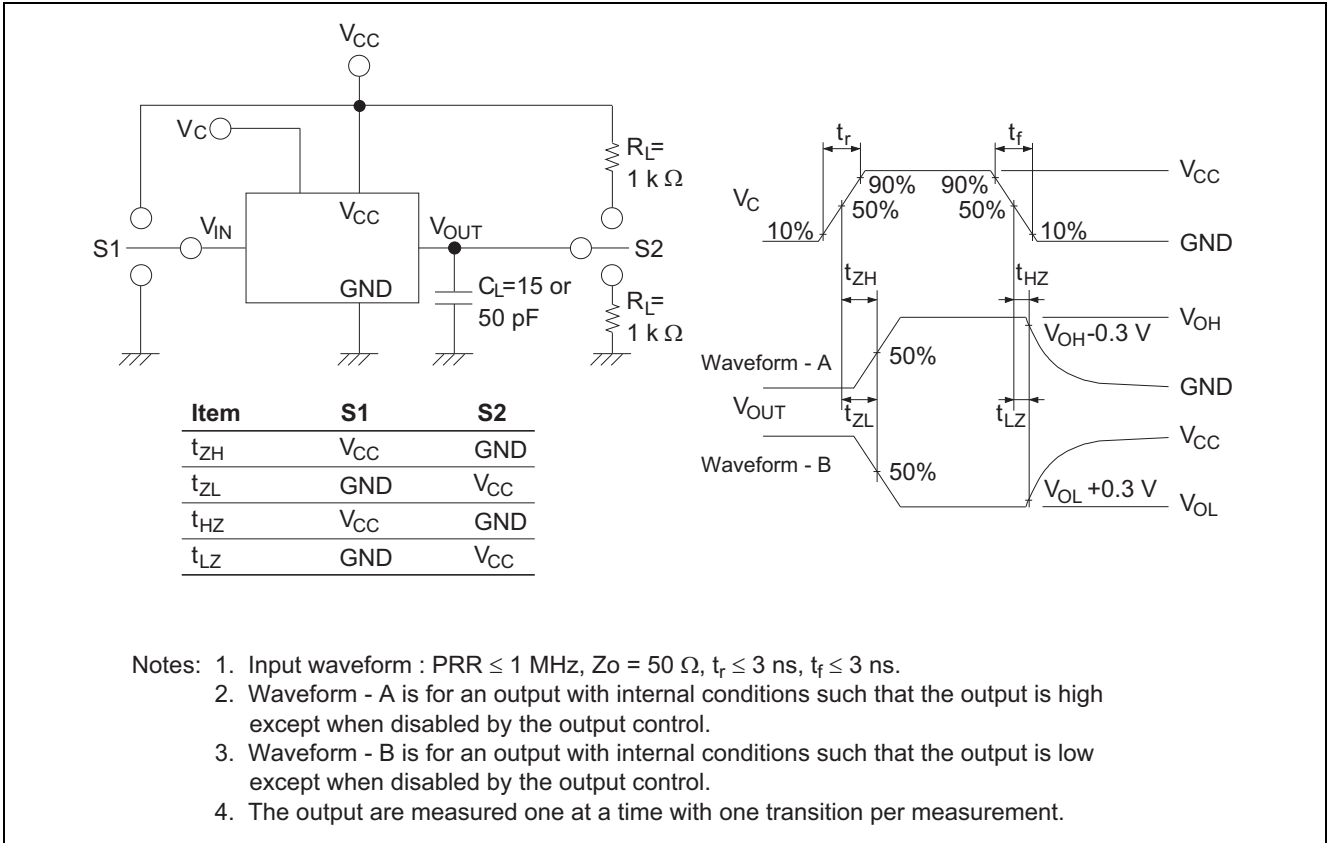 VCC
VC
RL=
1 k Ω
VCC
VIN
VOUT
S1
S2
GND
CL=15 or
50 pF
RL=
1 k Ω
Item S1 S2
tZH VCC GND
tZL GND VCC
tHZ VCC GND
tLZ GND VCC
tr
tf
VC
90%
90%
VCC
50%
50%
10%
10%
GND
tZH
tHZ
VOH
VOH-0.3 V
Waveform - A
50%
GND
VOUT
tZL
tLZ
VCC
Waveform - B
50%
VOL +0.3 V
VOL
Notes: 1. Input waveform : PRR ≤ 1 MHz, Zo = 50 Ω, tr ≤ 3 ns, tf ≤ 3 ns.
2. Waveform - A is for an output with internal conditions such that the output is high
except when disabled by the output control.
3. Waveform - B is for an output with internal conditions such that the output is low
except when disabled by the output control.
4. The output are measured one at a time with one transition per measurement.